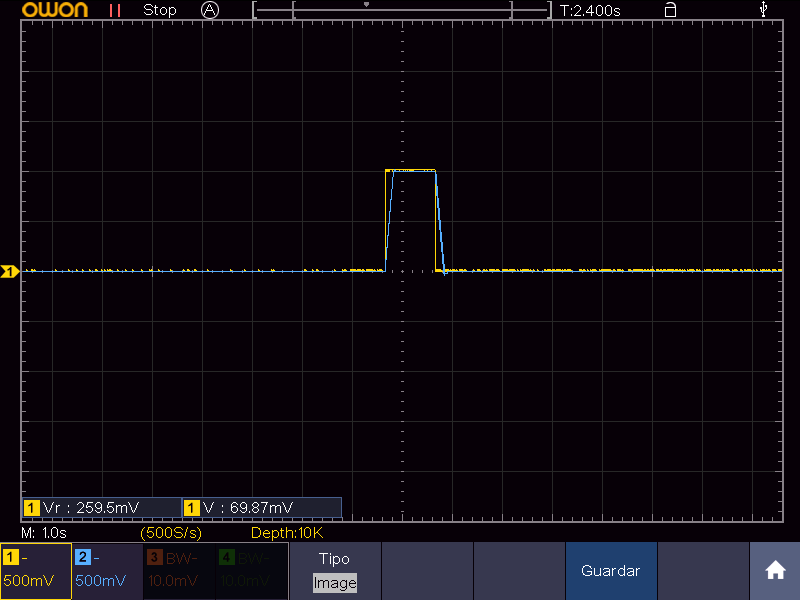 OWON Stop A T:2.400s
1
1 Vr : 259.5mV 1 V : 69.87mV
M: 1.0s (500S/s) Depth:10K
1 - 2 - 3 BW- 4 BW- Tipo
500mV 500mV 10.0mV 10.0mV Image
Guardar